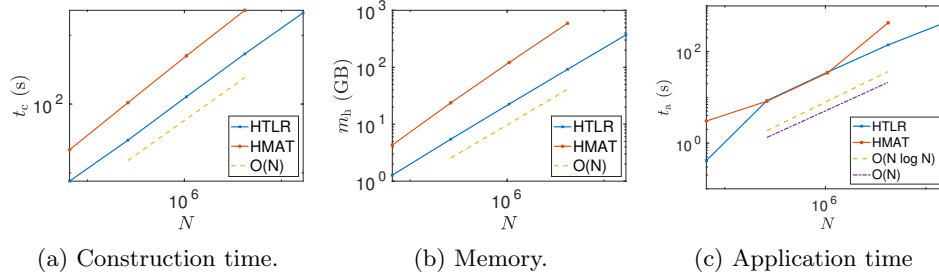 t_c (s)
10^2
10^6
N
HTLR
HMAT
O(N)
(a) Construction time.
m_h (GB)
10^3
10^2
10^1
10^0
10^6
N
HTLR
HMAT
O(N)
(b) Memory.
t_a (s)
10^2
10^0
10^6
N
HTLR
HMAT
O(N log N)
O(N)
(c) Application time